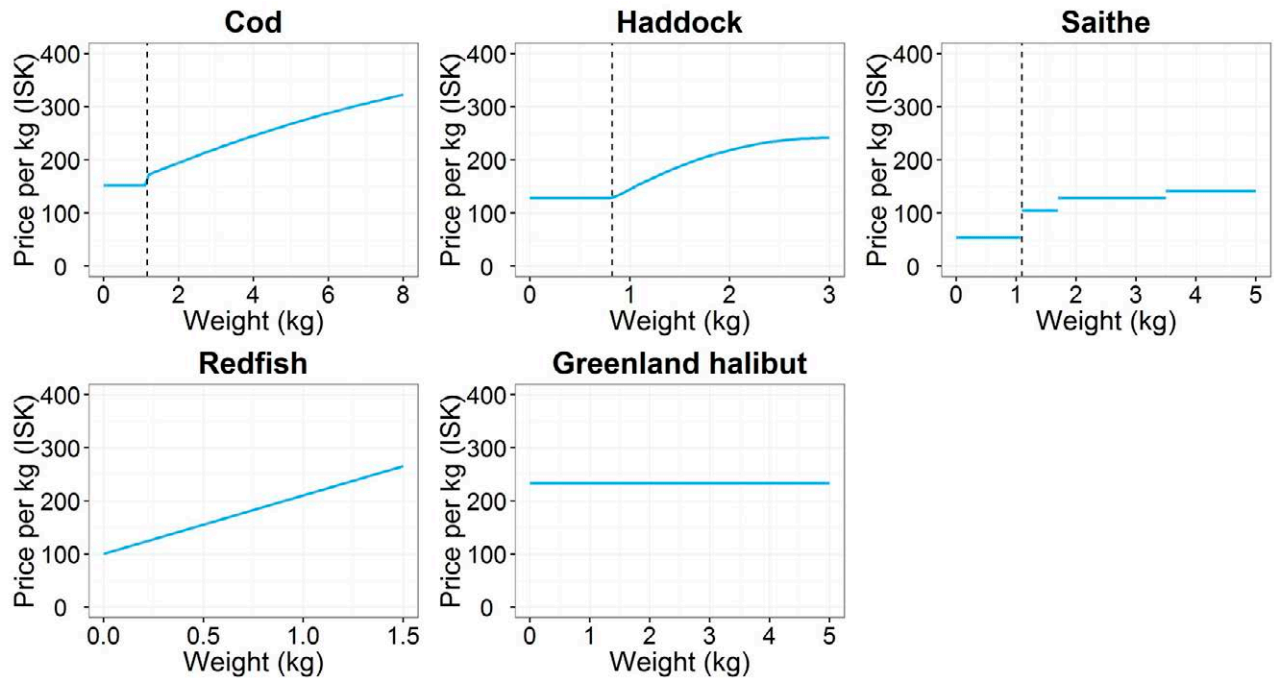 Cod
Price per kg (ISK)
400
300
200
100
0
0 2 4 6 8
Weight (kg)
Haddock
Price per kg (ISK)
400
300
200
100
0
0 1 2 3
Weight (kg)
Saithe
Price per kg (ISK)
400
300
200
100
0
0 1 2 3 4 5
Weight (kg)
Redfish
Price per kg (ISK)
400
300
200
100
0
0.0 0.5 1.0 1.5
Weight (kg)
Greenland halibut
Price per kg (ISK)
400
300
200
100
0
0 1 2 3 4 5
Weight (kg)